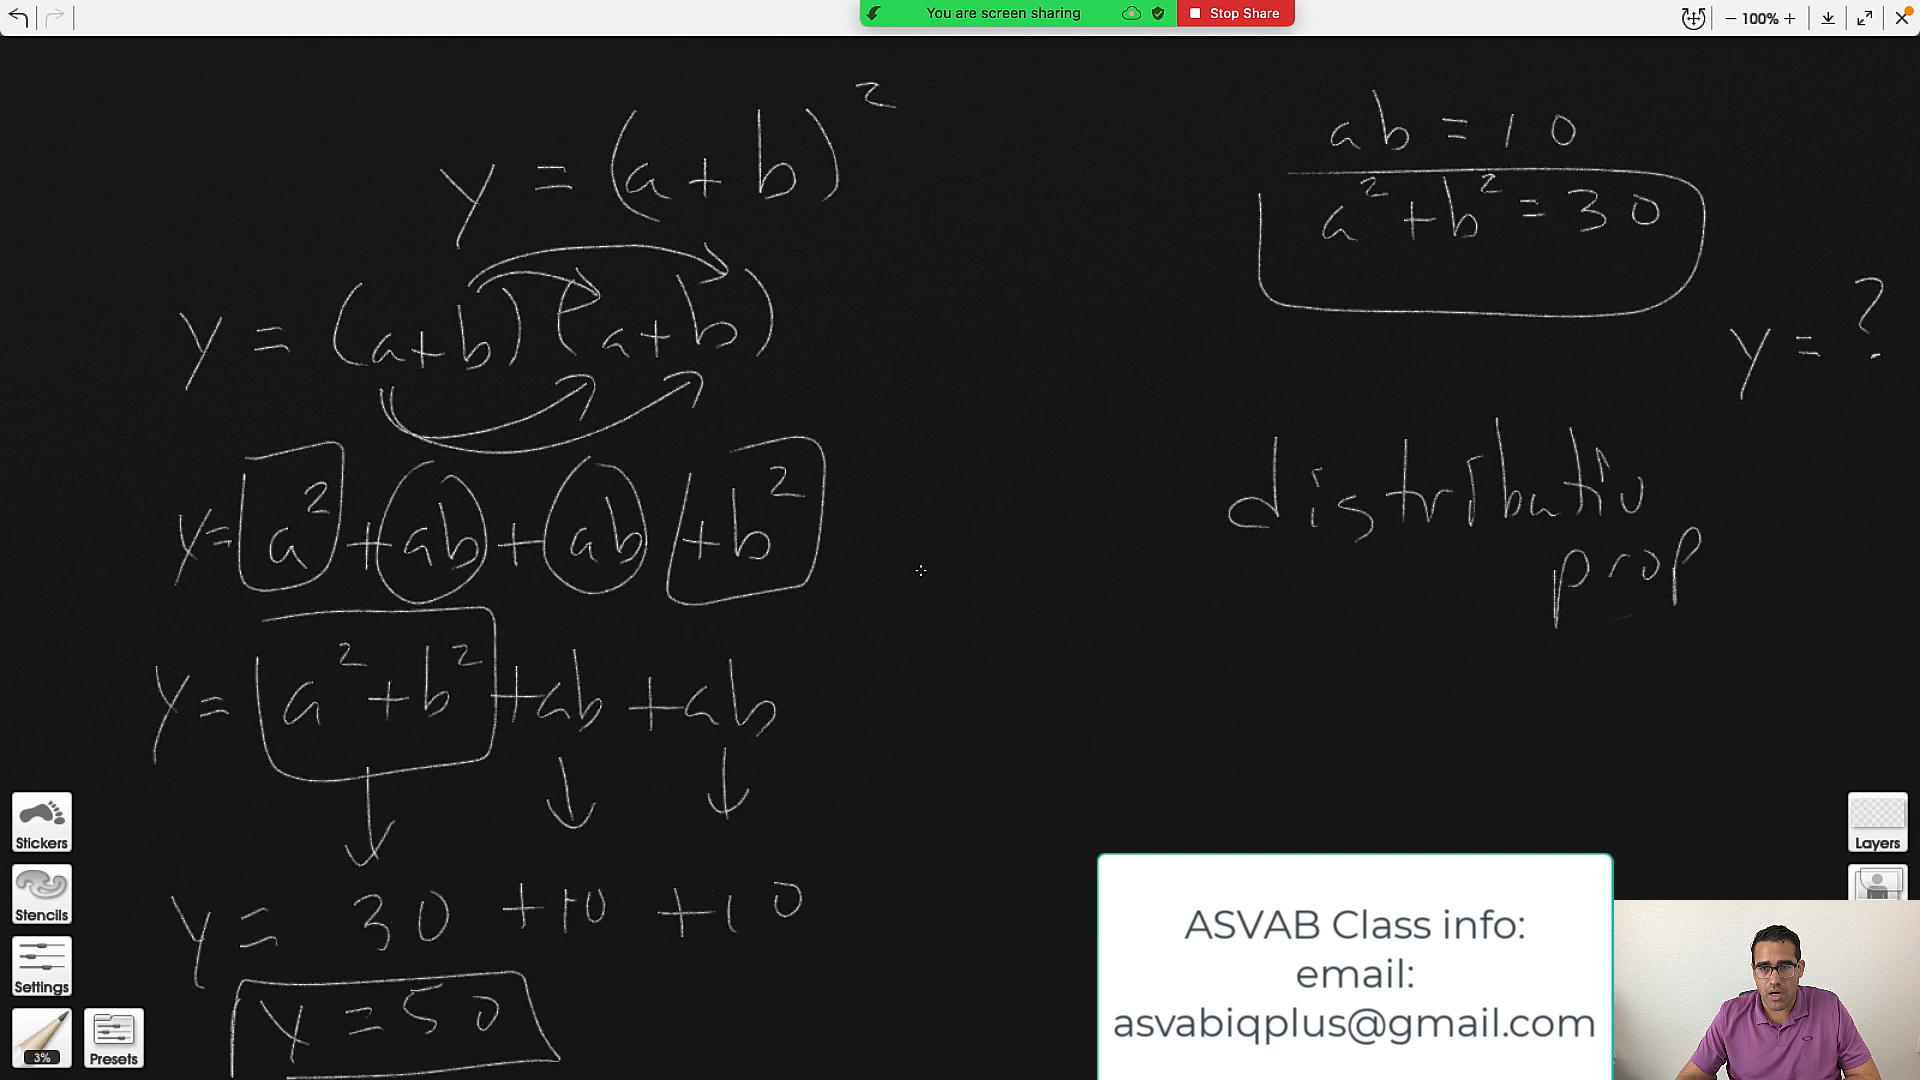 You are screen sharing
Stop Share
100%
y = (a + b)²
ab = 10
a² + b² = 30
y = (a+b)(a+b)
y = ?
distributiv
prop
y= a² + ab + ab + b²
y= a² + b² + ab + ab
y = 30 + 10 + 10
y = 50
Stickers
Stencils
Settings
3%
Presets
Layers
ASVAB Class info:
email:
asvabiqplus@gmail.com